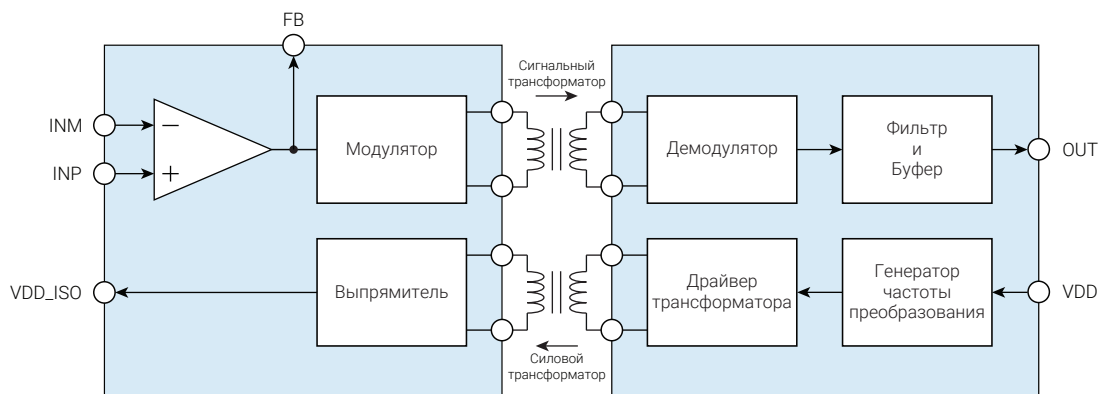 FB
Сигнальный
трансформатор
INM
INP
−
+
Модулятор
Демодулятор
Фильтр
и
Буфер
OUT
VDD_ISO
Выпрямитель
Драйвер
трансформатора
Генератор
частоты
преобразования
VDD
Силовой
трансформатор